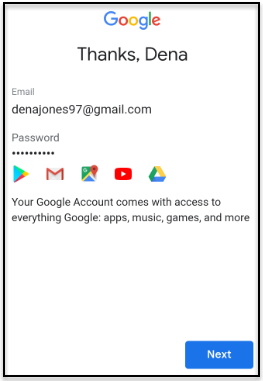 Google
Thanks, Dena
Email
denajones97@gmail.com
Password
••••••••••
Your Google Account comes with access to
everything Google: apps, music, games, and more
Next